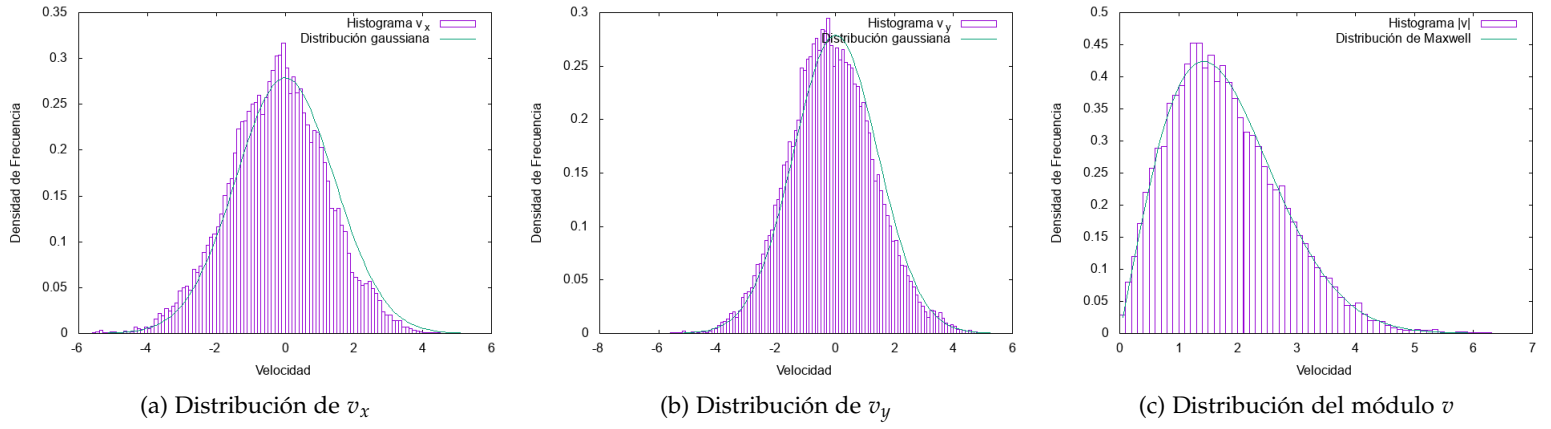 Histograma v_x
Distribución gaussiana
Densidad de Frecuencia
0.35
0.3
0.25
0.2
0.15
0.1
0.05
0
-6 -4 -2 0 2 4 6
Velocidad
(a) Distribución de v_x
Histograma v_y
Distribución gaussiana
Densidad de Frecuencia
0.3
0.25
0.2
0.15
0.1
0.05
0
-8 -6 -4 -2 0 2 4 6
Velocidad
(b) Distribución de v_y
Histograma |v|
Distribución de Maxwell
Densidad de Frecuencia
0.5
0.45
0.4
0.35
0.3
0.25
0.2
0.15
0.1
0.05
0
0 1 2 3 4 5 6 7
Velocidad
(c) Distribución del módulo v